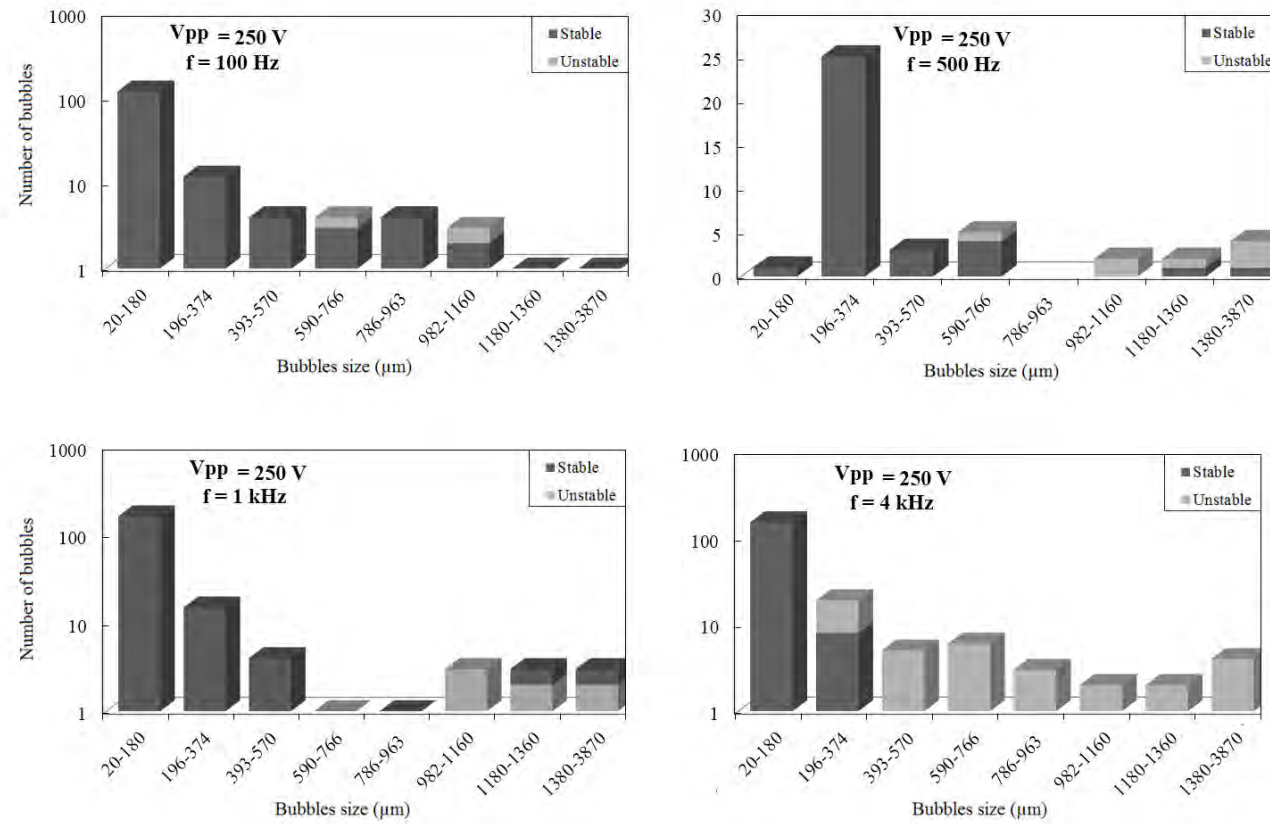 Vpp = 250 V
f = 100 Hz
Stable
Unstable
Number of bubbles
1000
100
10
1
20-180
196-374
393-570
590-766
786-963
982-1160
1180-1360
1380-3870
Bubbles size (µm)
Vpp = 250 V
f = 500 Hz
Stable
Unstable
30
25
20
15
10
5
0
20-180
196-374
393-570
590-766
786-963
982-1160
1180-1360
1380-3870
Bubbles size (µm)
Vpp = 250 V
f = 1 kHz
Stable
Unstable
Number of bubbles
1000
100
10
1
20-180
196-374
393-570
590-766
786-963
982-1160
1180-1360
1380-3870
Bubbles size (µm)
Vpp = 250 V
f = 4 kHz
Stable
Unstable
1000
100
10
1
20-180
196-374
393-570
590-766
786-963
982-1160
1180-1360
1380-3870
Bubbles size (µm)